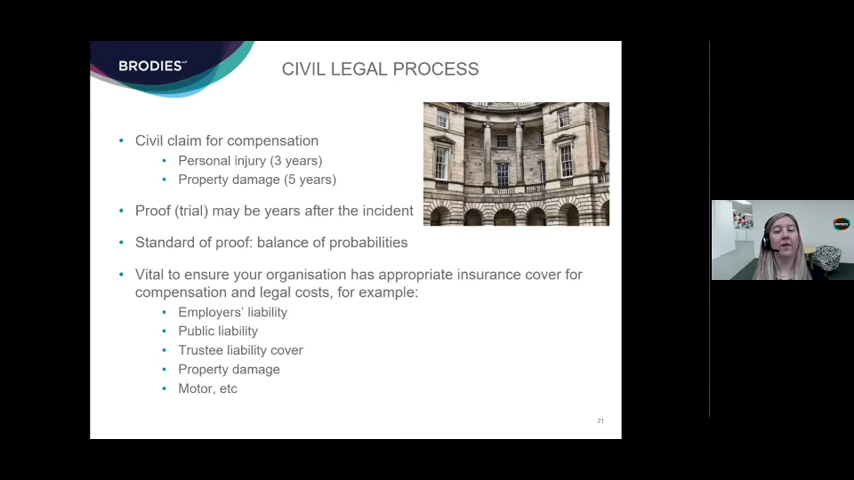 BRODIES LLP
CIVIL LEGAL PROCESS
• Civil claim for compensation
• Personal injury (3 years)
• Property damage (5 years)
• Proof (trial) may be years after the incident
• Standard of proof: balance of probabilities
• Vital to ensure your organisation has appropriate insurance cover for
compensation and legal costs, for example:
• Employers' liability
• Public liability
• Trustee liability cover
• Property damage
• Motor, etc
21